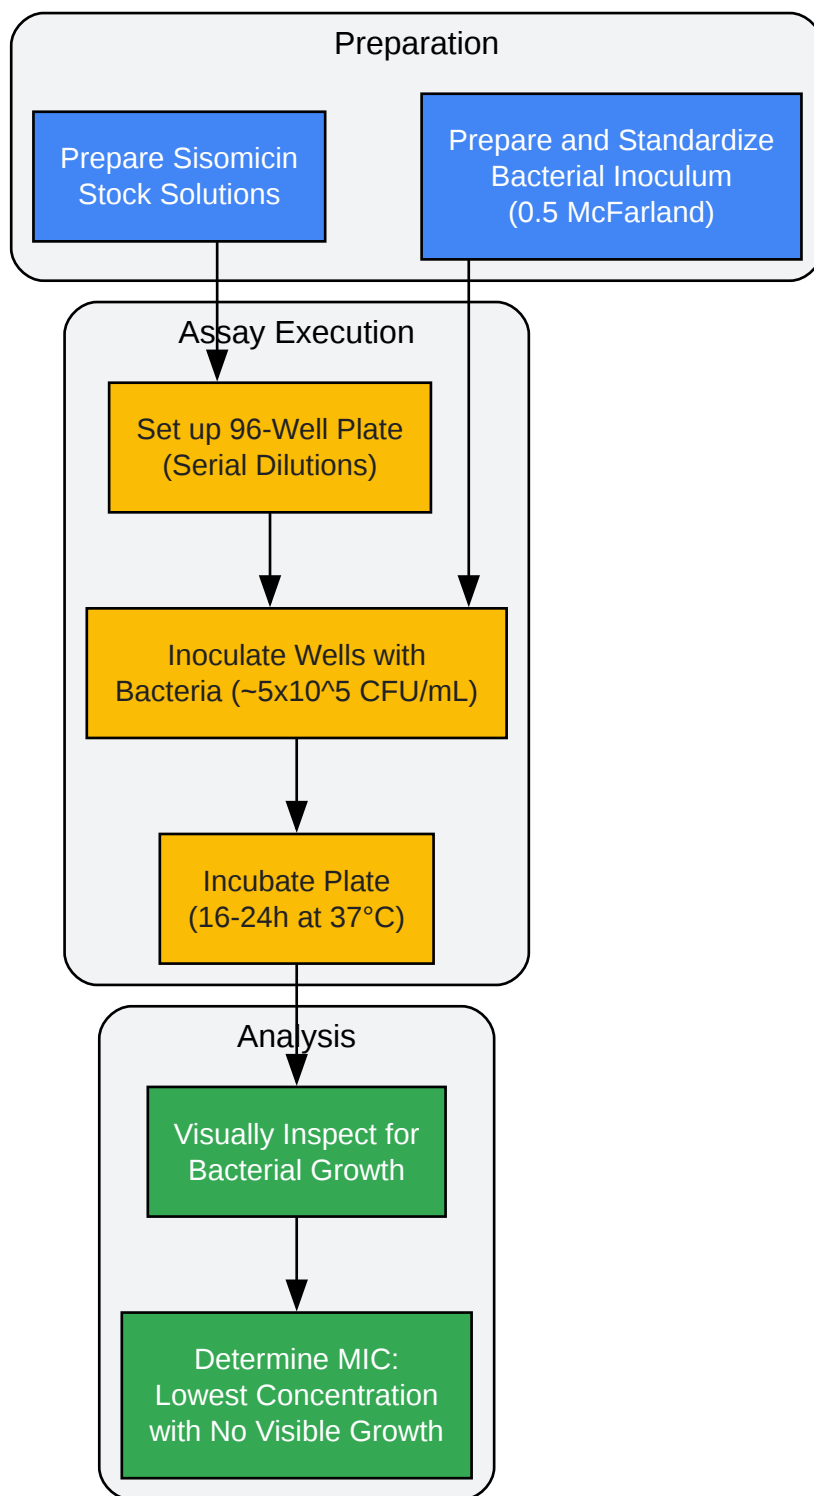 Preparation
Prepare Sisomicin
Stock Solutions
Prepare and Standardize
Bacterial Inoculum
(0.5 McFarland)
Assay Execution
Set up 96-Well Plate
(Serial Dilutions)
Inoculate Wells with
Bacteria (~5x10^5 CFU/mL)
Incubate Plate
(16-24h at 37°C)
Analysis
Visually Inspect for
Bacterial Growth
Determine MIC:
Lowest Concentration
with No Visible Growth